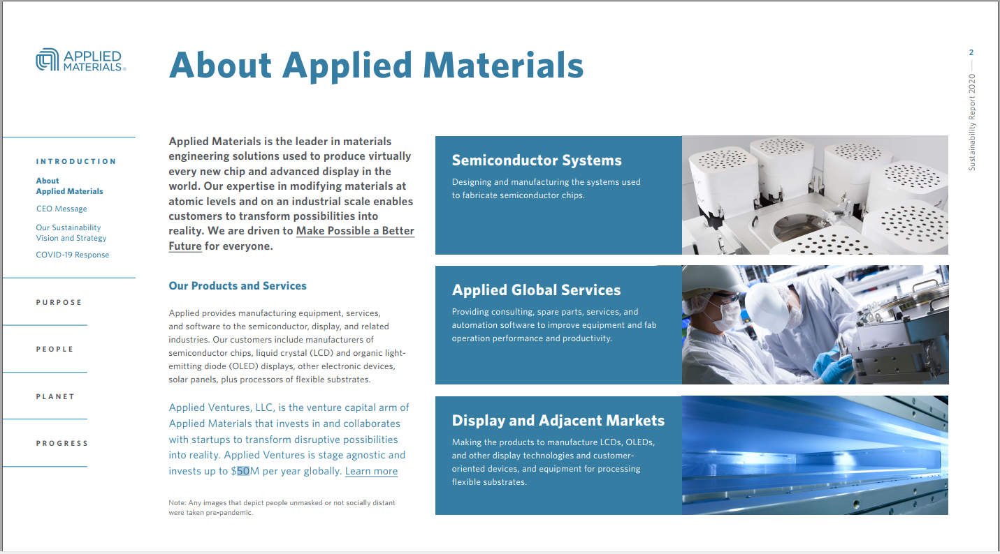 APPLIED
MATERIALS®
About Applied Materials
2
Sustainability Report 2020
INTRODUCTION
About
Applied Materials
CEO Message
Our Sustainability
Vision and Strategy
COVID-19 Response
PURPOSE
PEOPLE
PLANET
PROGRESS
Applied Materials is the leader in materials
engineering solutions used to produce virtually
every new chip and advanced display in the
world. Our expertise in modifying materials at
atomic levels and on an industrial scale enables
customers to transform possibilities into
reality. We are driven to Make Possible a Better
Future for everyone.
Our Products and Services
Applied provides manufacturing equipment, services,
and software to the semiconductor, display, and related
industries. Our customers include manufacturers of
semiconductor chips, liquid crystal (LCD) and organic light-
emitting diode (OLED) displays, other electronic devices,
solar panels, plus processors of flexible substrates.
Applied Ventures, LLC, is the venture capital arm of
Applied Materials that invests in and collaborates
with startups to transform disruptive possibilities
into reality. Applied Ventures is stage agnostic and
invests up to $50M per year globally. Learn more
Note: Any images that depict people unmasked or not socially distant
were taken pre-pandemic.
Semiconductor Systems
Designing and manufacturing the systems used
to fabricate semiconductor chips.
Applied Global Services
Providing consulting, spare parts, services, and
automation software to improve equipment and fab
operation performance and productivity.
Display and Adjacent Markets
Making the products to manufacture LCDs, OLEDs,
and other display technologies and customer-
oriented devices, and equipment for processing
flexible substrates.